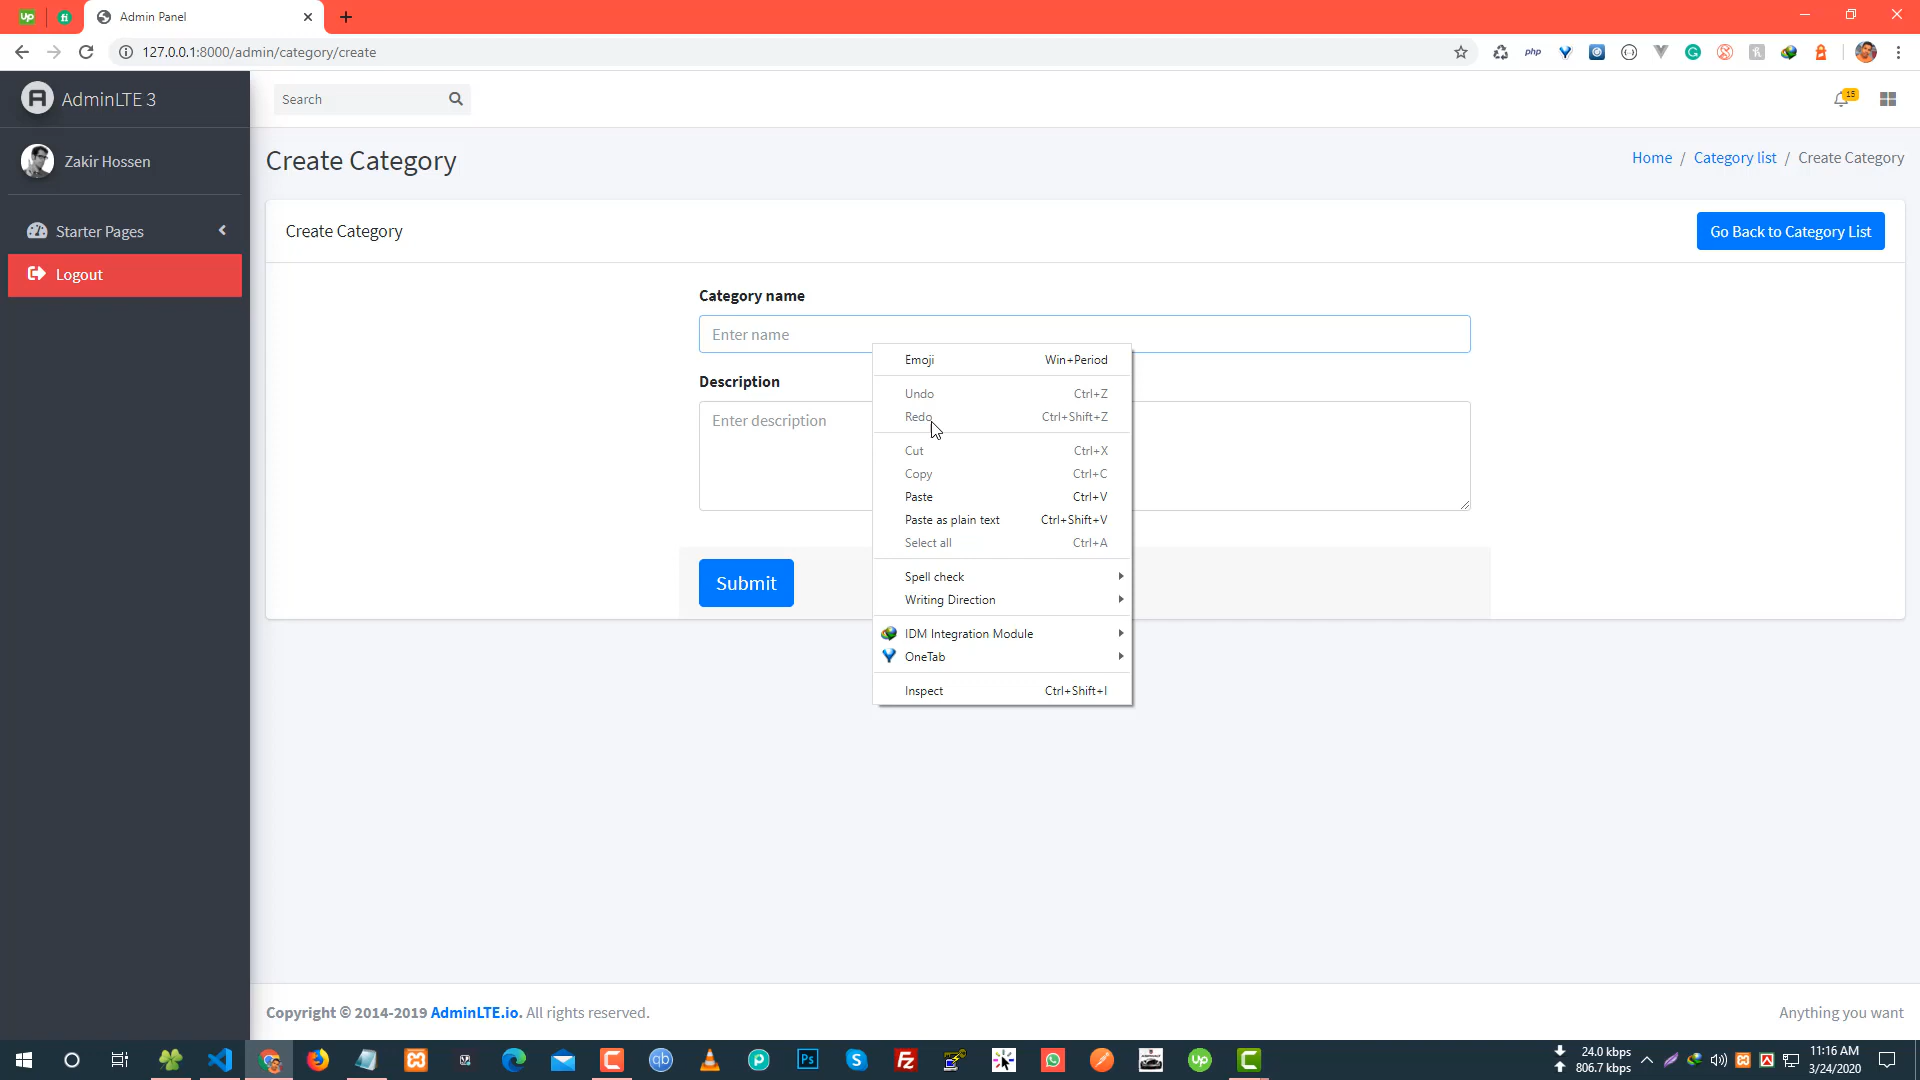 Admin Panel
127.0.0.1:8000/admin/category/create
php
AdminLTE 3
Search
15
Zakir Hossen
Create Category
Home / Category list / Create Category
Starter Pages
Create Category
Go Back to Category List
Logout
Category name
Enter name
Emoji Win+Period
Description
Undo Ctrl+Z
Redo Ctrl+Shift+Z
Enter description
Cut Ctrl+X
Copy Ctrl+C
Paste Ctrl+V
Paste as plain text Ctrl+Shift+V
Select all Ctrl+A
Submit
Spell check
Writing Direction
IDM Integration Module
OneTab
Inspect Ctrl+Shift+I
Copyright © 2014-2019 AdminLTE.io. All rights reserved.
Anything you want
24.0 kbps
806.7 kbps
11:16 AM
3/24/2020